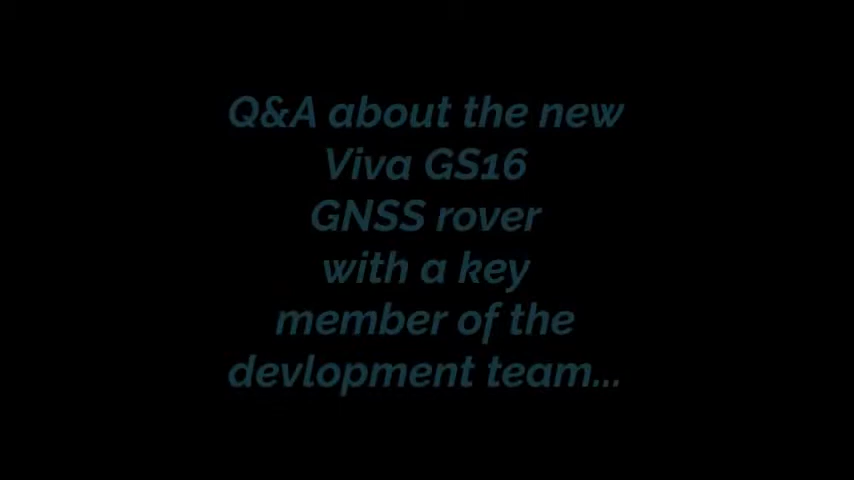 Q&A about the new
Viva GS16
GNSS rover
with a key
member of the
devlopment team...